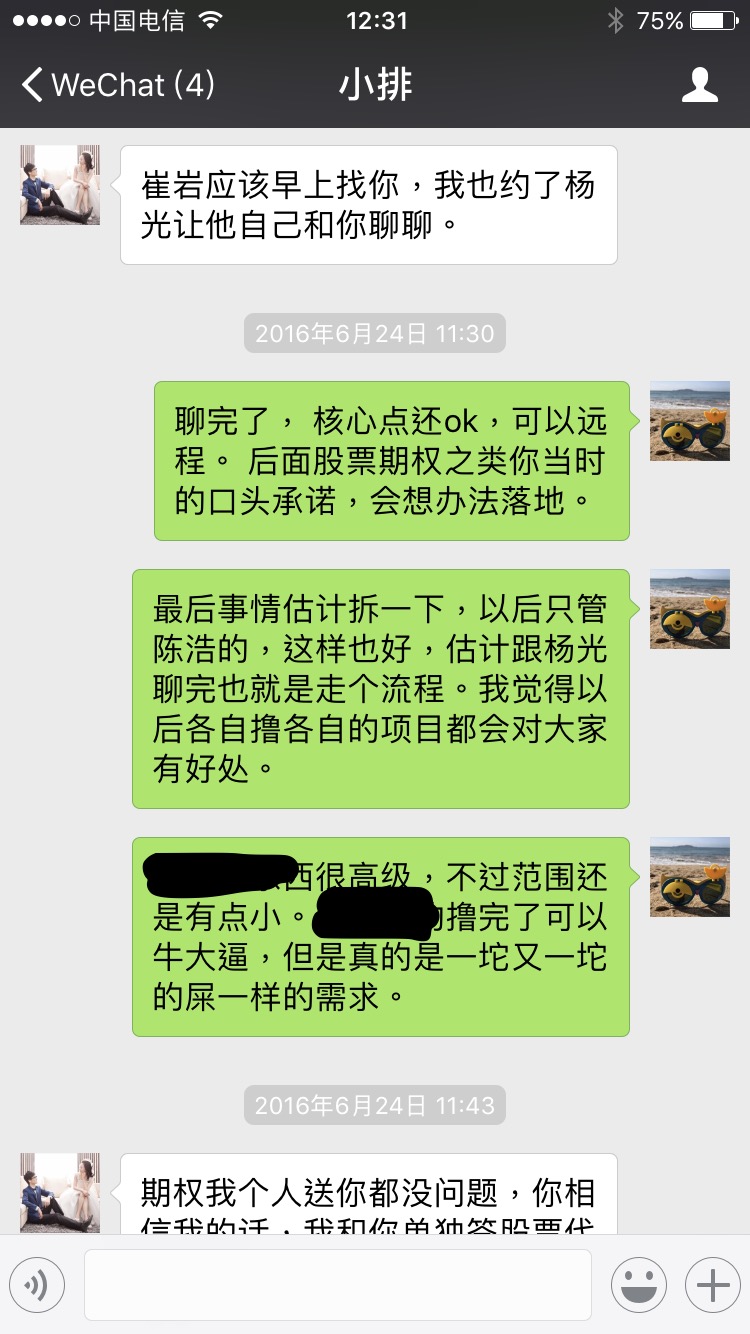 中国电信 12:31 75%
WeChat (4) 小排
崔岩应该早上找你，我也约了杨
光让他自己和你聊聊。
2016年6月24日 11:30
聊完了， 核心点还ok，可以远
程。 后面股票期权之类你当时
的口头承诺，会想办法落地。
最后事情估计拆一下，以后只管
陈浩的，这样也好，估计跟杨光
聊完也就是走个流程。我觉得以
后各自撸各自的项目都会对大家
有好处。
西很高级，不过范围还
是有点小。 撸完了可以
牛大逼，但是真的是一坨又一坨
的屎一样的需求。
2016年6月24日 11:43
期权我个人送你都没问题，你相
信我的话，我和你单独签股票代